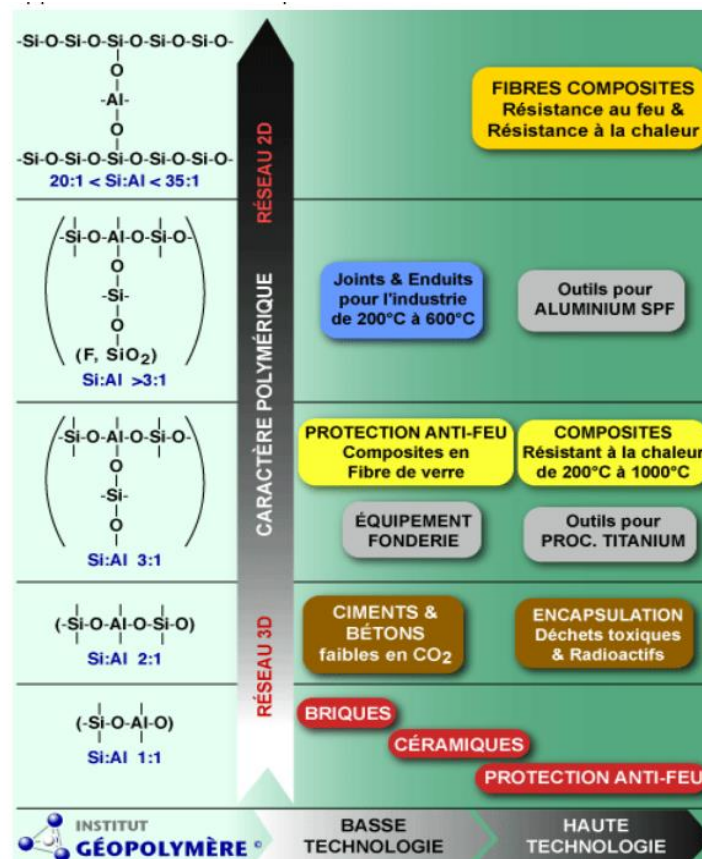 -Si-O-Si-O-Si-O-Si-O-Si-O-
O
-Al-
O
-Si-O-Si-O-Si-O-Si-O-Si-O-
20:1 < Si:Al < 35:1
RÉSEAU 2D
FIBRES COMPOSITES
Résistance au feu &
Résistance à la chaleur
-Si-O-Al-O-Si-O-
O
-Si-
O
(F, SiO2)
Si:Al >3:1
CARACTÈRE POLYMÉRIQUE
Joints & Enduits
pour l'industrie
de 200°C à 600°C
Outils pour
ALUMINIUM SPF
-Si-O-Al-O-Si-O-
O
-Si-
O
Si:Al 3:1
PROTECTION ANTI-FEU
Composites en
Fibre de verre
COMPOSITES
Résistant à la chaleur
de 200°C à 1000°C
ÉQUIPEMENT
FONDERIE
Outils pour
PROC. TITANIUM
(-Si-O-Al-O-Si-O)
Si:Al 2:1
RÉSEAU 3D
CIMENTS &
BÉTONS
faibles en CO2
ENCAPSULATION
Déchets toxiques
& Radioactifs
(-Si-O-Al-O)
Si:Al 1:1
BRIQUES
CÉRAMIQUES
PROTECTION ANTI-FEU
INSTITUT
GÉOPOLYMÈRE ©
BASSE
TECHNOLOGIE
HAUTE
TECHNOLOGIE